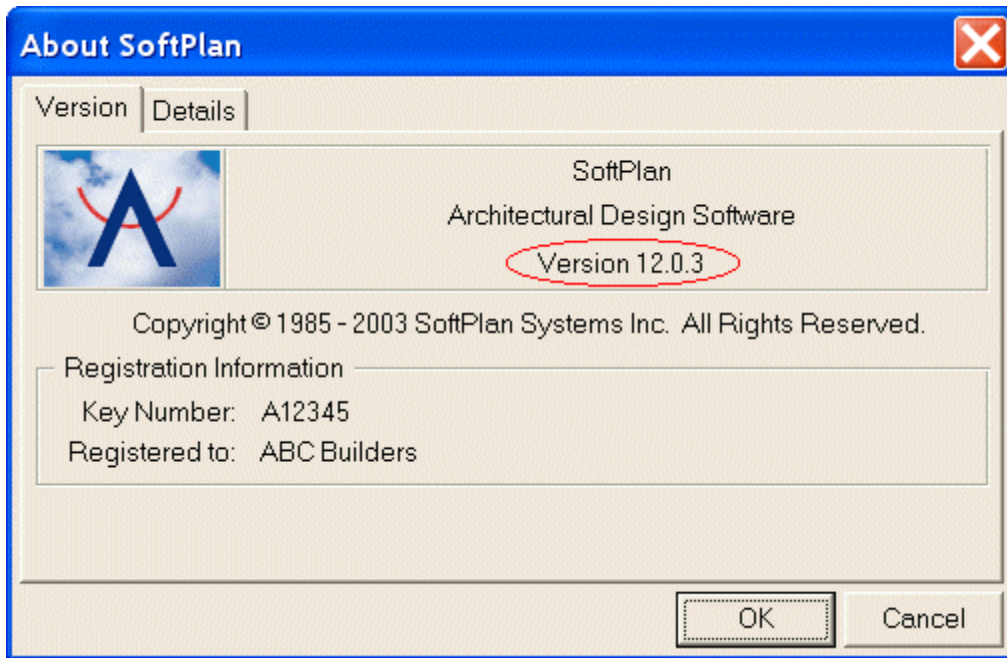 About SoftPlan
Version
Details
SoftPlan
Architectural Design Software
Version 12.0.3
Copyright © 1985 - 2003 SoftPlan Systems Inc.  All Rights Reserved.
Registration Information
Key Number: A12345
Registered to: ABC Builders
OK
Cancel